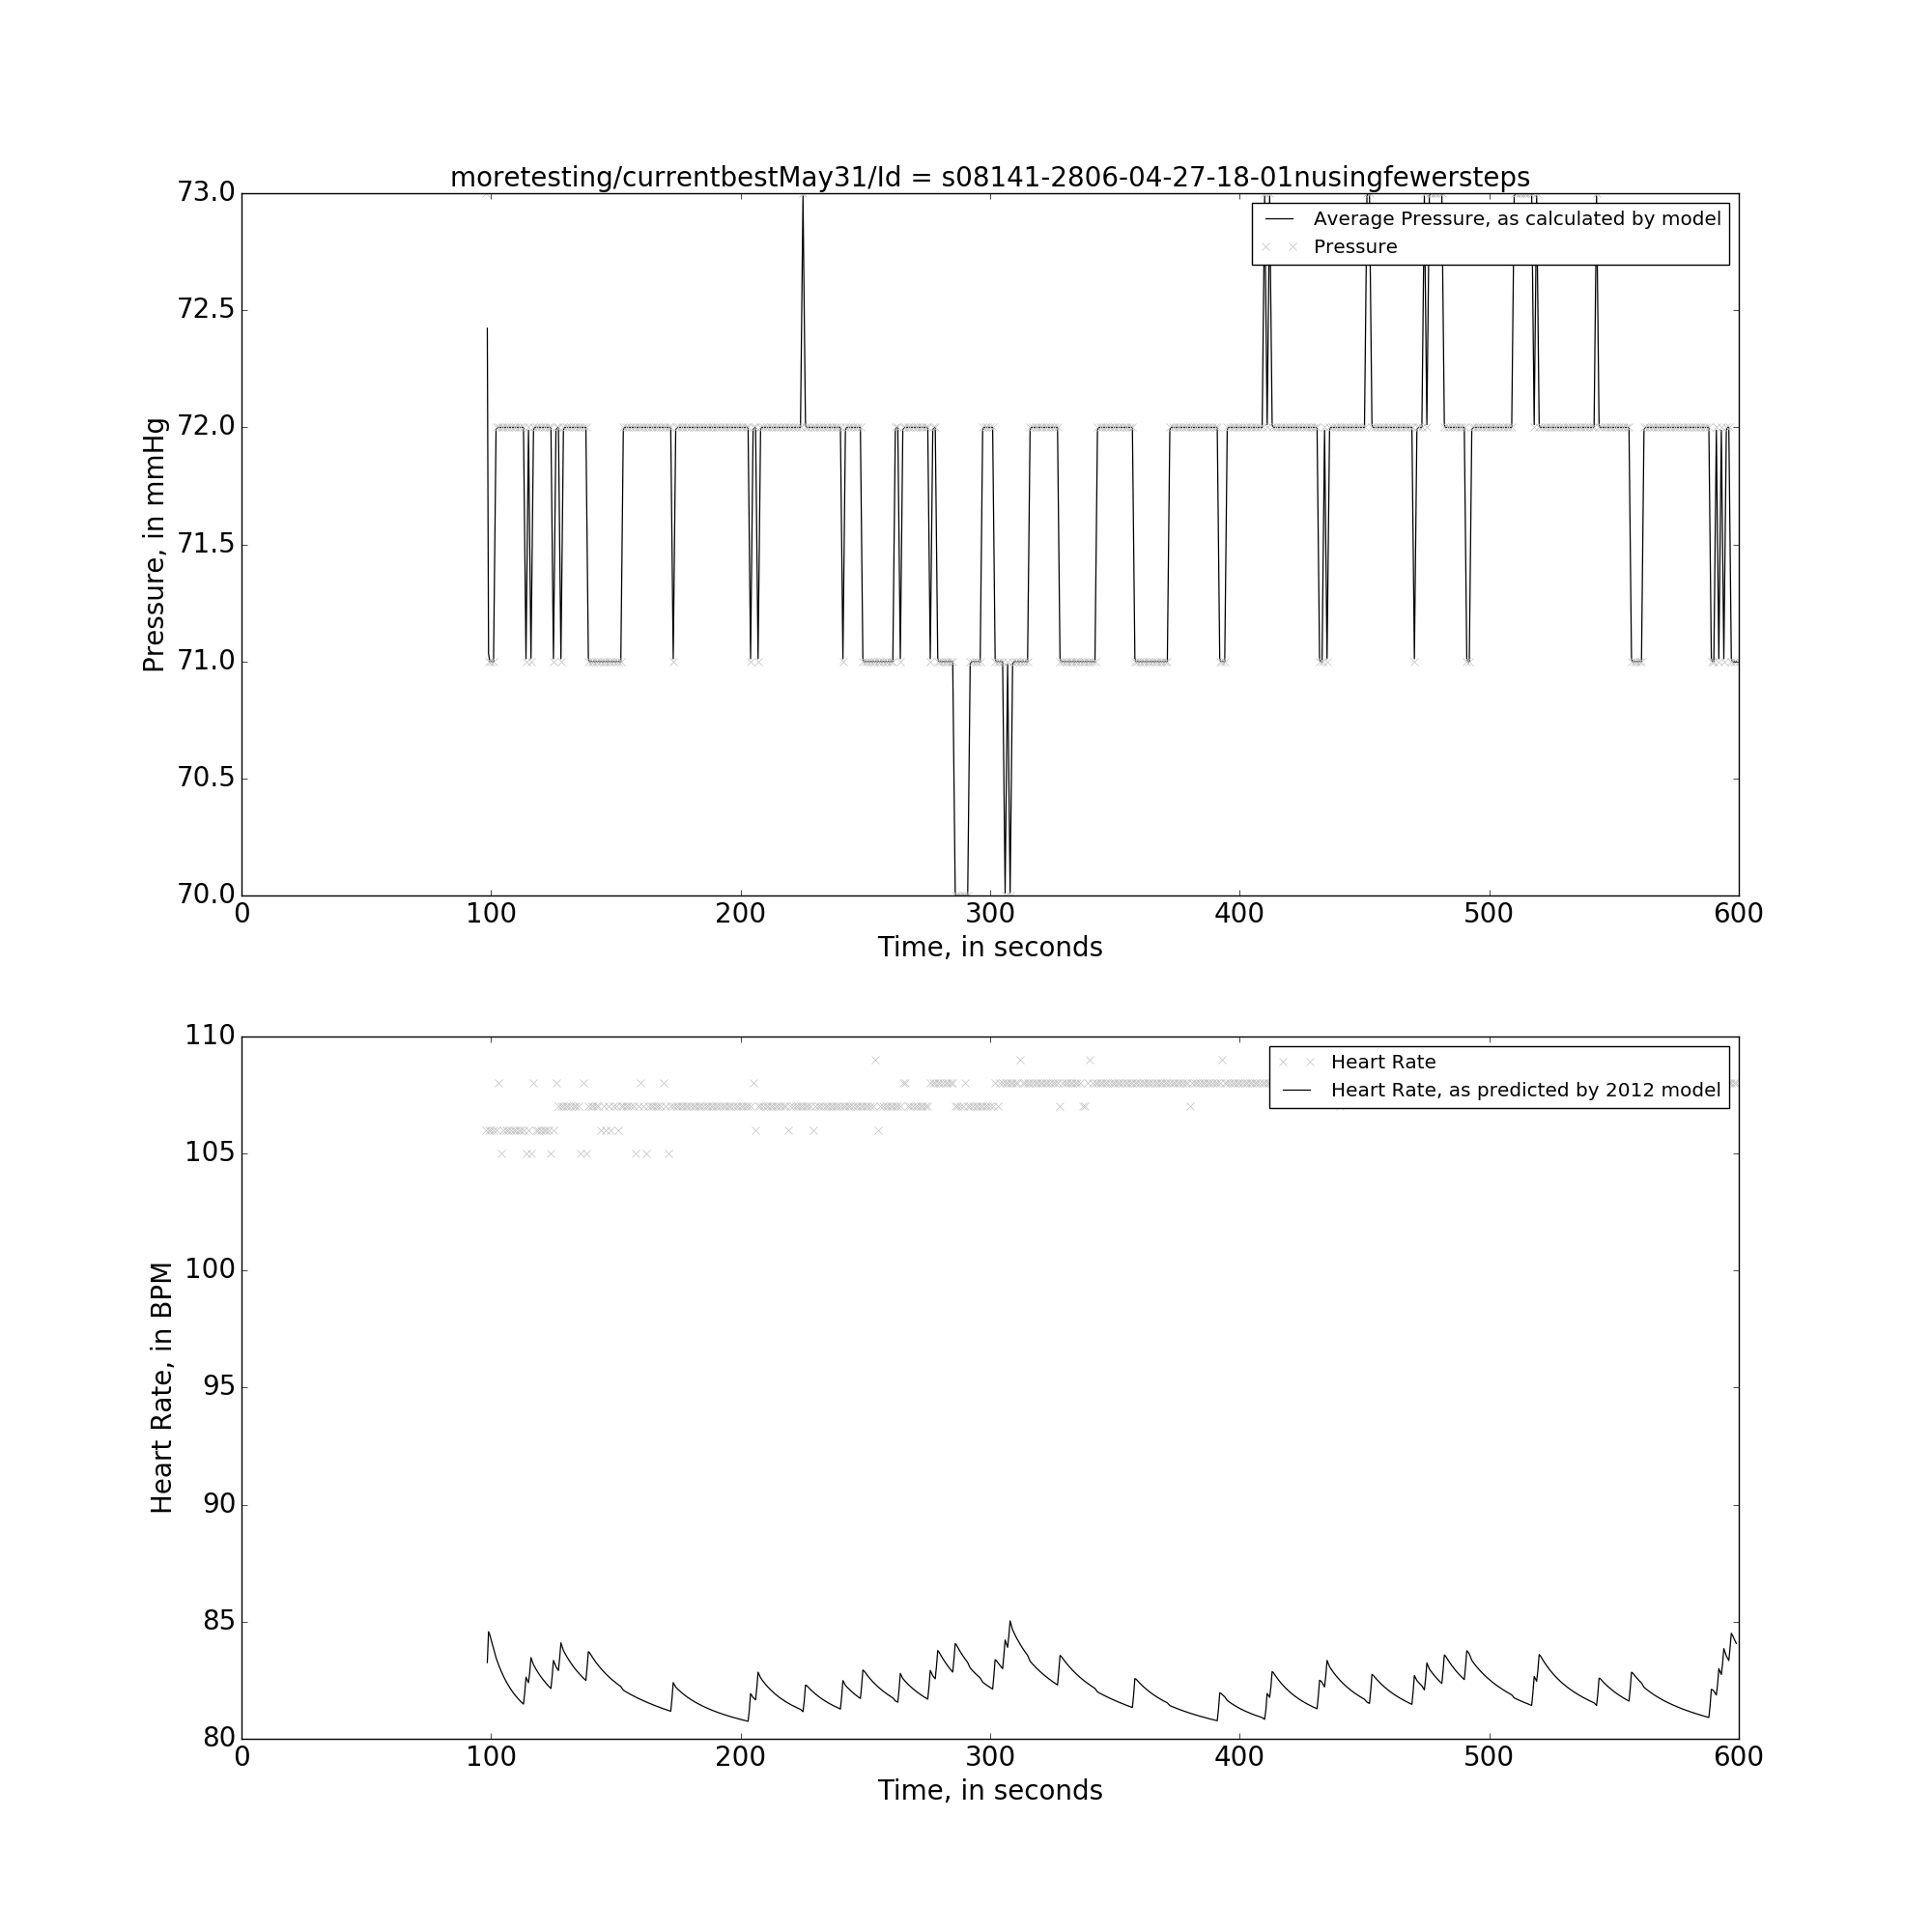 moretesting/currentbestMay31/Id = s08141-2806-04-27-18-01nusingfewersteps
73.0
72.5
72.0
71.5
71.0
70.5
70.0
Pressure, in mmHg
Average Pressure, as calculated by model
Pressure
0 100 200 300 400 500 600
Time, in seconds
110
105
100
95
90
85
80
Heart Rate, in BPM
Heart Rate
Heart Rate, as predicted by 2012 model
0 100 200 300 400 500 600
Time, in seconds